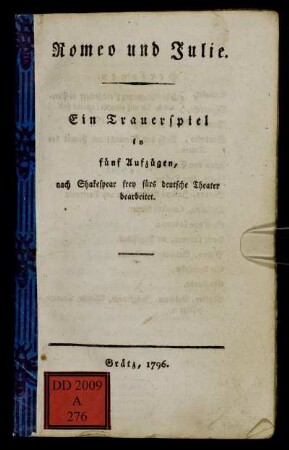 Romeo und Julie.
Ein Trauerspiel
in
fünf Aufzügen,
nach Shakespear frey fürs deutsche Theater
bearbeitet.
Grätz, 1796.
DD 2009
A
276